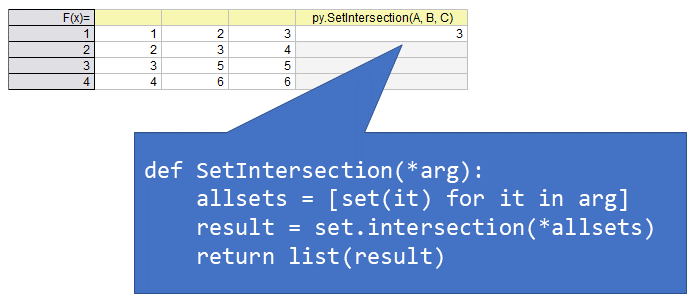 F(x)= py.SetIntersection(A, B, C)
1 1 2 3 3
2 2 3 4
3 3 5 5
4 4 6 6
def SetIntersection(*arg):
    allsets = [set(it) for it in arg]
    result = set.intersection(*allsets)
    return list(result)